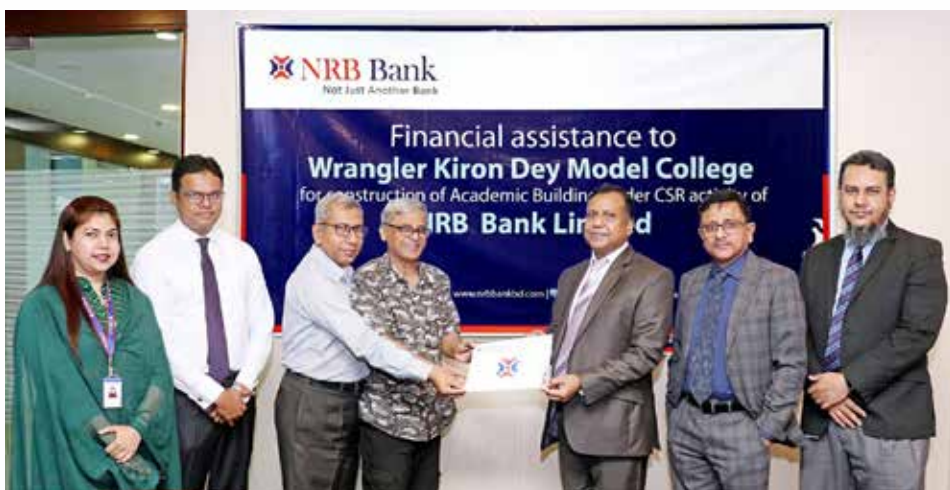 NRB Bank
Not Just Another Bank
Financial assistance to
Wrangler Kiron Dey Model College
for construction of Academic Building under CSR activity of
NRB Bank Limited
www.nrbbankbd.com |